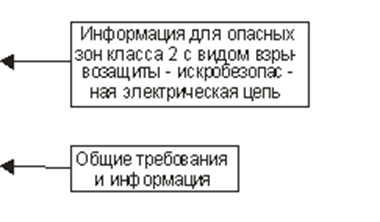 Информация для опасных
зон класса 2 с видом взры-
возащиты - искробезопас -
ная электрическая цепь
Общие требования
и информация